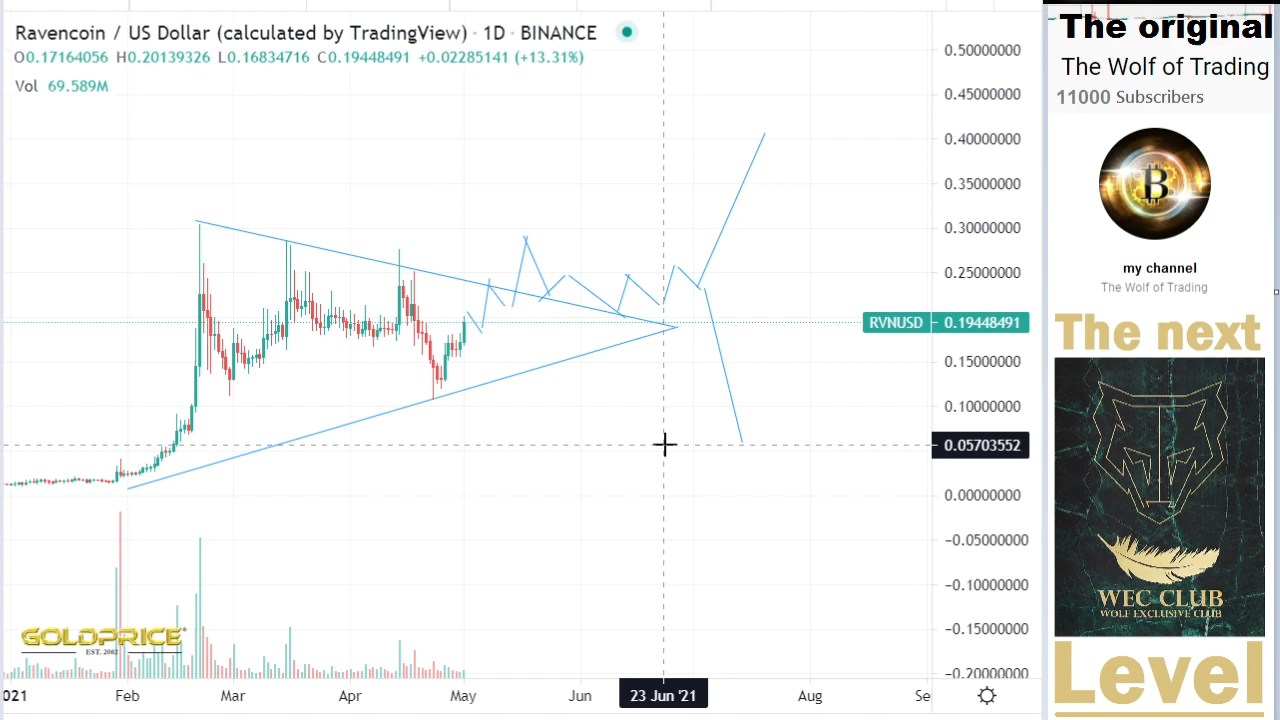 Ravencoin / US Dollar (calculated by TradingView) · 1D · BINANCE
O0.17164056 H0.20139326 L0.16834716 C0.19448491 +0.02285141 (+13.31%)
Vol 69.589M
0.50000000
0.45000000
0.40000000
0.35000000
0.30000000
0.25000000
RVNUSD 0.19448491
0.15000000
0.10000000
0.05703552
0.00000000
−0.05000000
−0.10000000
−0.15000000
−0.20000000
GOLDPRICE®
EST. 2002
021 Feb Mar Apr May Jun 23 Jun '21 Aug Se
The original
The Wolf of Trading
11000 Subscribers
B
my channel
The Wolf of Trading
The next
WEC CLUB
WOLF EXCLUSIVE CLUB
Level